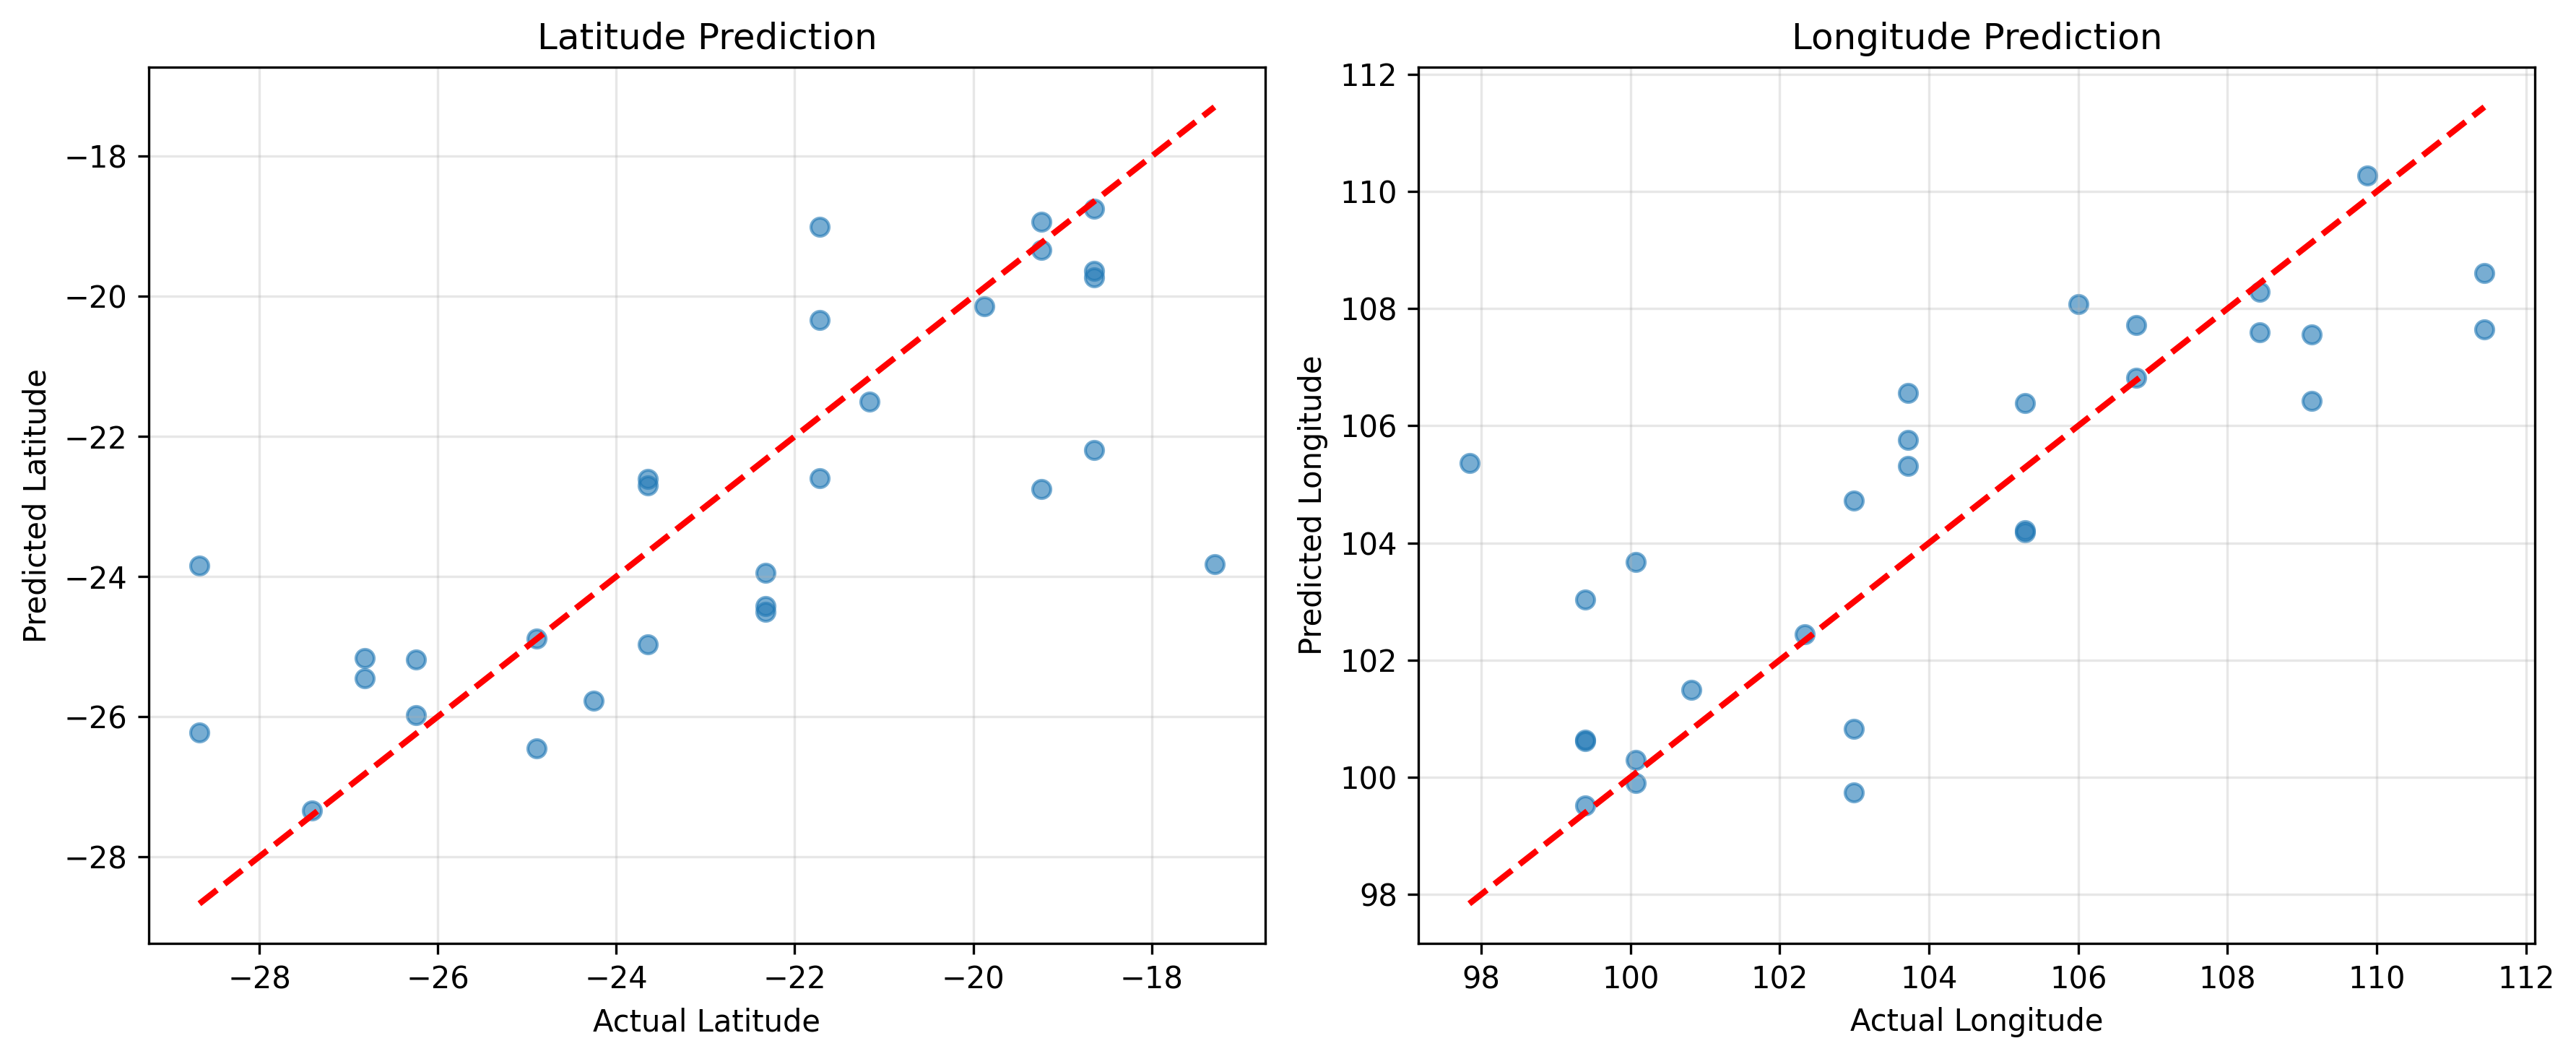 Latitude Prediction
−18
−20
−22
−24
−26
−28
Predicted Latitude
−28 −26 −24 −22 −20 −18
Actual Latitude
Longitude Prediction
112
110
108
106
104
102
100
98
Predicted Longitude
98 100 102 104 106 108 110 112
Actual Longitude